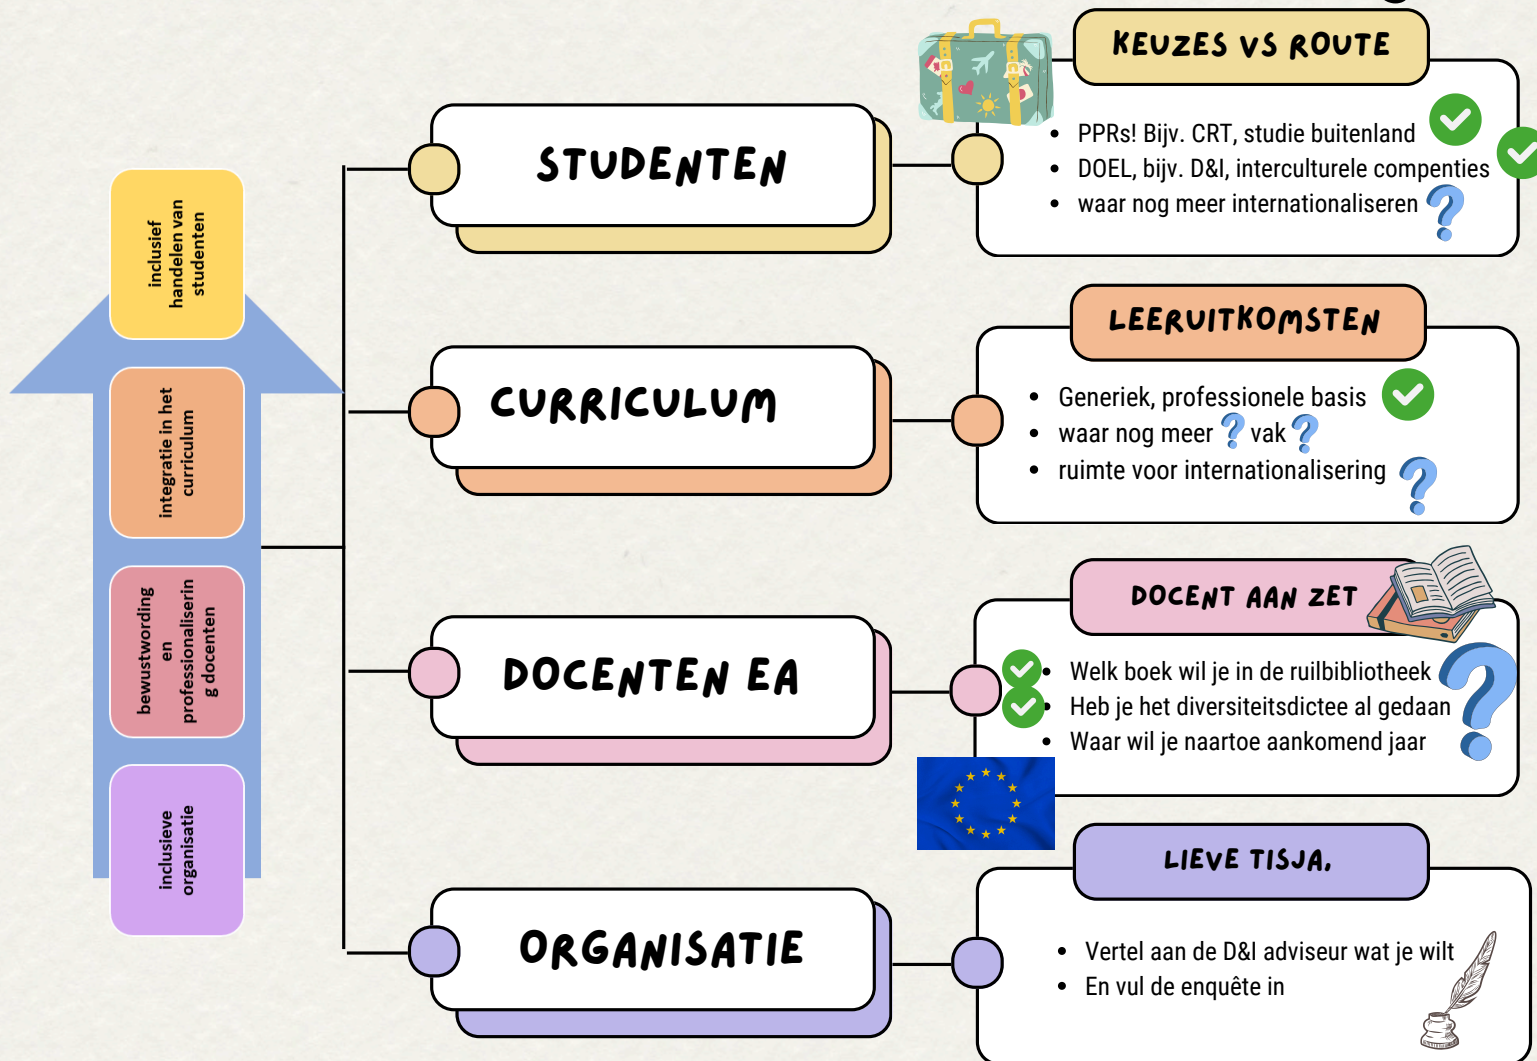 inclusief
handelen van
studenten
integratie in het
curriculum
bewustwording
en
professionaliserin
g docenten
inclusieve
organisatie
STUDENTEN
KEUZES VS ROUTE
PPRs! Bijv. CRT, studie buitenland
DOEL, bijv. D&I, interculturele compenties
waar nog meer internationaliseren ?
CURRICULUM
LEERUITKOMSTEN
Generiek, professionele basis
waar nog meer ? vak ?
ruimte voor internationalisering ?
DOCENTEN EA
DOCENT AAN ZET
Welk boek wil je in de ruilbibliotheek
Heb je het diversiteitsdictee al gedaan ?
Waar wil je naartoe aankomend jaar
ORGANISATIE
LIEVE TISJA,
Vertel aan de D&I adviseur wat je wilt
En vul de enquête in